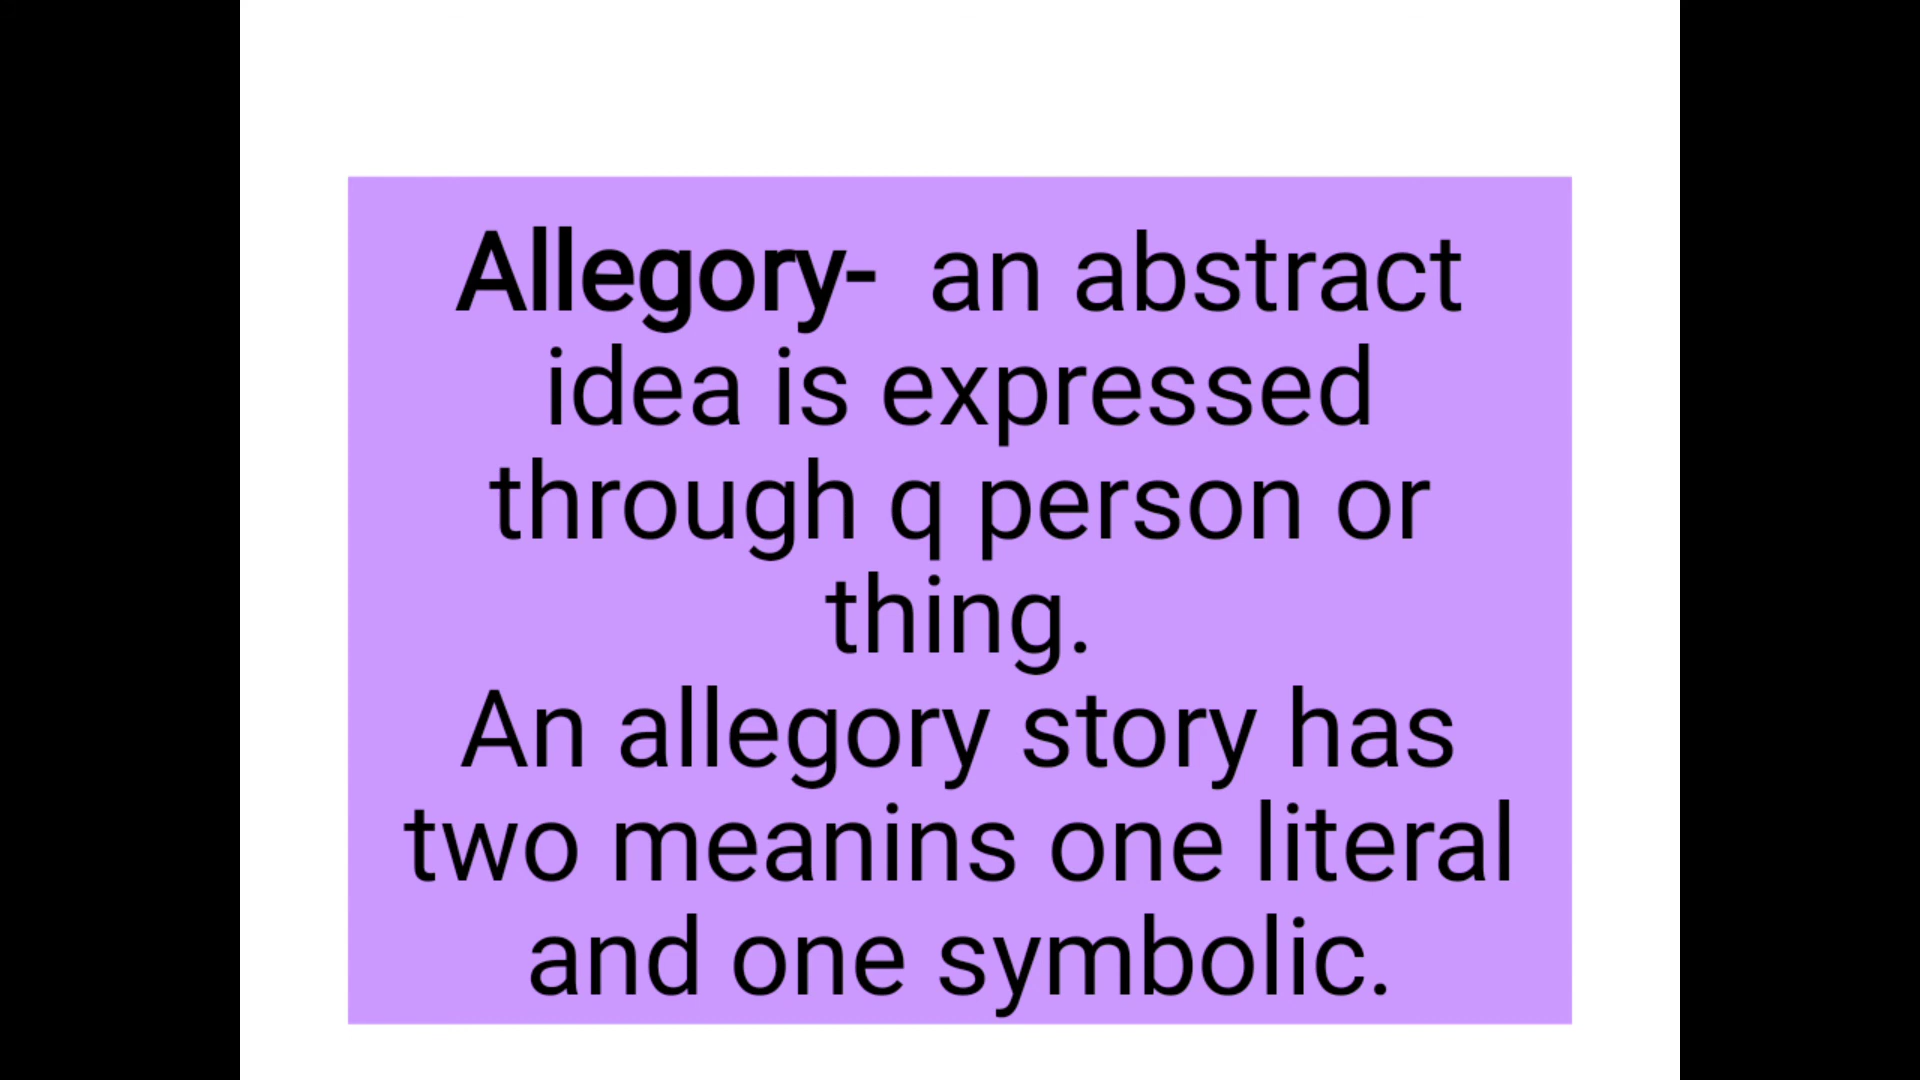 Allegory- an abstract
idea is expressed
through q person or
thing.
An allegory story has
two meanins one literal
and one symbolic.